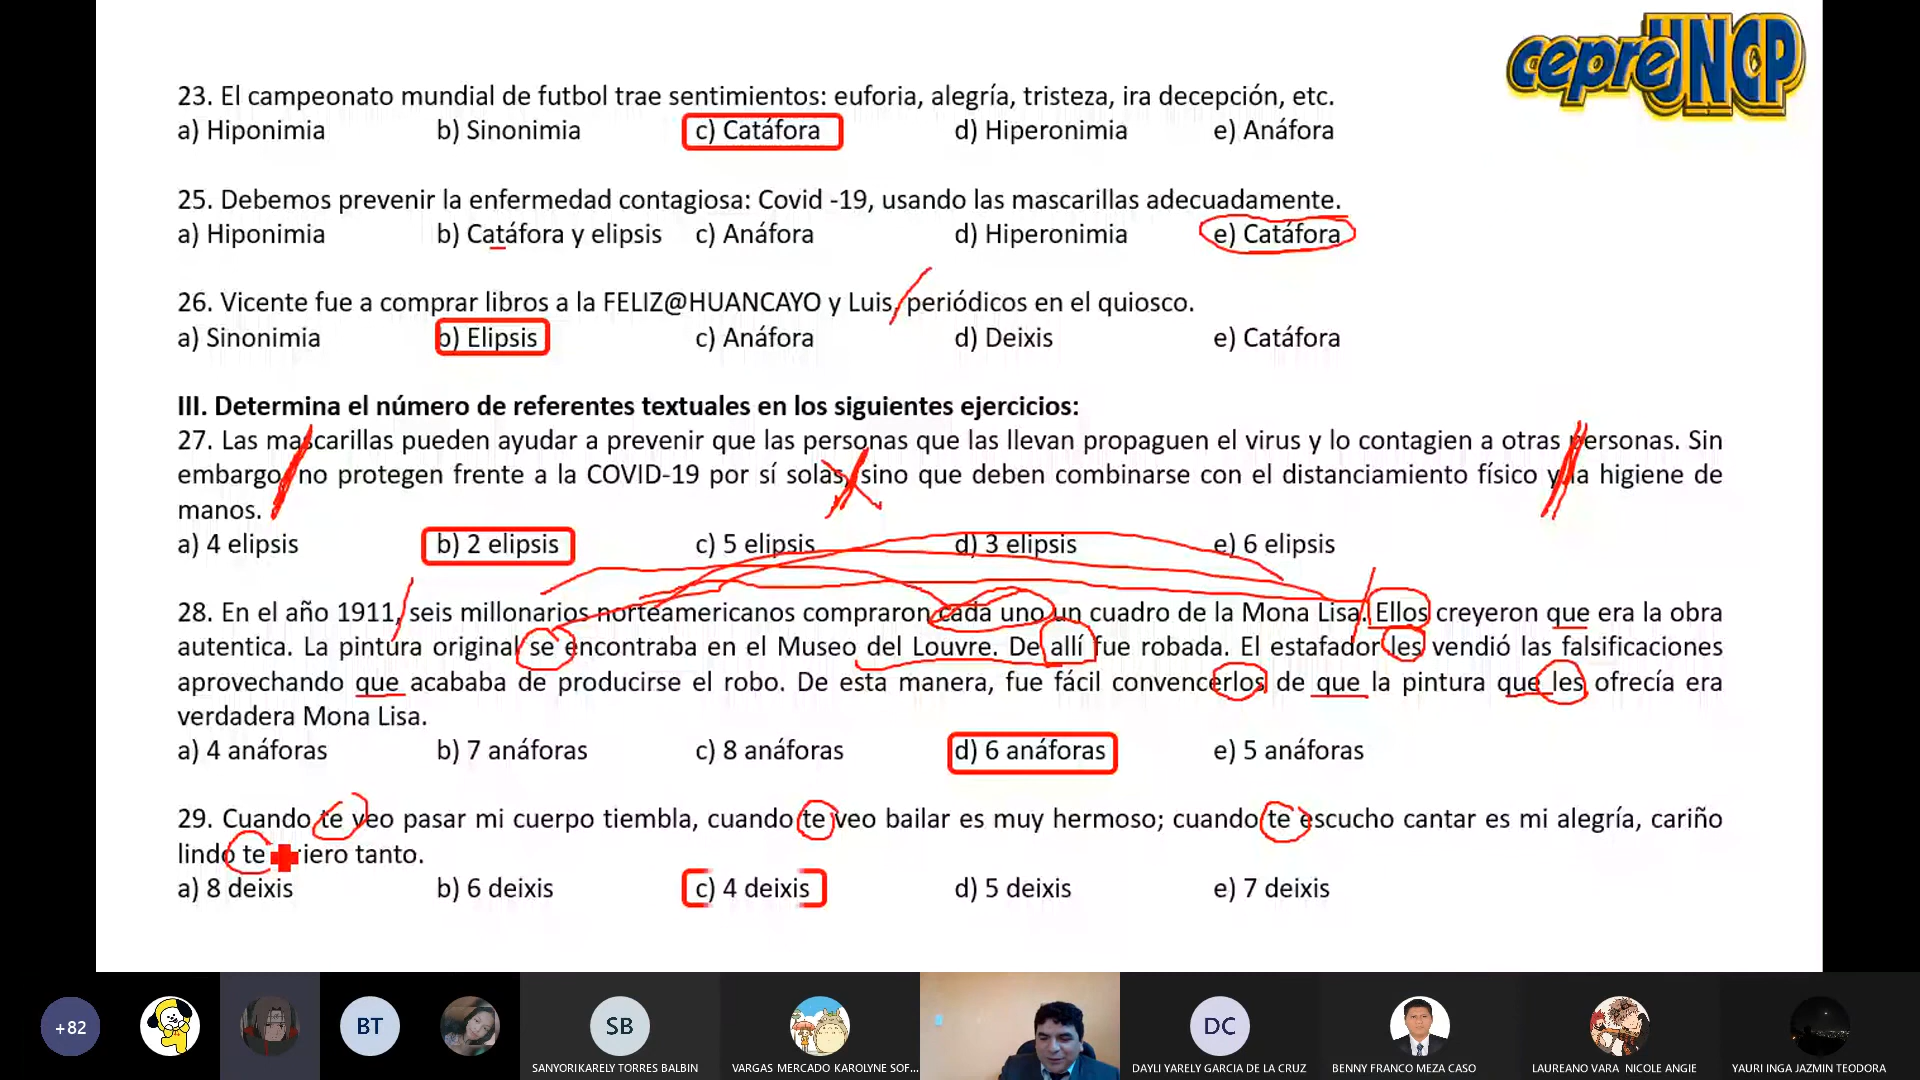 cepreUNCP
23. El campeonato mundial de futbol trae sentimientos: euforia, alegría, tristeza, ira decepción, etc.
a) Hiponimia b) Sinonimia c) Catáfora d) Hiperonimia e) Anáfora
25. Debemos prevenir la enfermedad contagiosa: Covid -19, usando las mascarillas adecuadamente.
a) Hiponimia b) Catáfora y elipsis c) Anáfora d) Hiperonimia e) Catáfora
26. Vicente fue a comprar libros a la FELIZ@HUANCAYO y Luis, periódicos en el quiosco.
a) Sinonimia b) Elipsis c) Anáfora d) Deixis e) Catáfora
III. Determina el número de referentes textuales en los siguientes ejercicios:
27. Las mascarillas pueden ayudar a prevenir que las personas que las llevan propaguen el virus y lo contagien a otras personas. Sin
embargo, no protegen frente a la COVID-19 por sí solas, sino que deben combinarse con el distanciamiento físico y la higiene de
manos.
a) 4 elipsis b) 2 elipsis c) 5 elipsis d) 3 elipsis e) 6 elipsis
28. En el año 1911, seis millonarios norteamericanos compraron cada uno un cuadro de la Mona Lisa. Ellos creyeron que era la obra
autentica. La pintura original se encontraba en el Museo del Louvre. De allí fue robada. El estafador les vendió las falsificaciones
aprovechando que acababa de producirse el robo. De esta manera, fue fácil convencerlos de que la pintura que les ofrecía era
verdadera Mona Lisa.
a) 4 anáforas b) 7 anáforas c) 8 anáforas d) 6 anáforas e) 5 anáforas
29. Cuando te veo pasar mi cuerpo tiembla, cuando te veo bailar es muy hermoso; cuando te escucho cantar es mi alegría, cariño
lindo te riero tanto.
a) 8 deixis b) 6 deixis c) 4 deixis d) 5 deixis e) 7 deixis
+82 BT SB DC
SANYORIKARELY TORRES BALBIN VARGAS MERCADO KAROLYNE SOF... DAYLI YARELY GARCIA DE LA CRUZ BENNY FRANCO MEZA CASO LAUREANO VARA NICOLE ANGIE YAURI INGA JAZMIN TEODORA